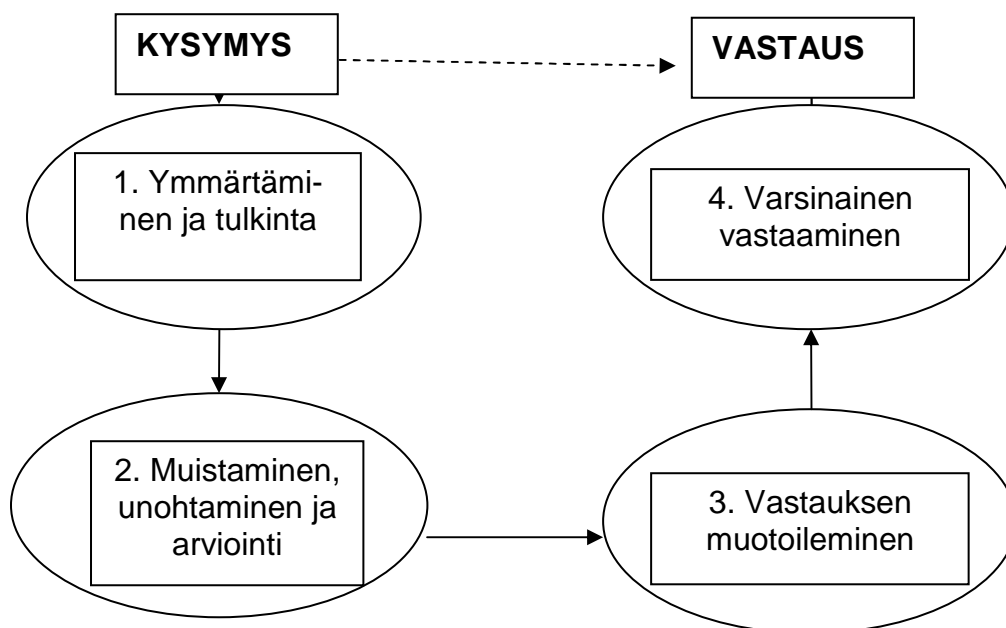 KYSYMYS
VASTAUS
1. Ymmärtämi-
nen ja tulkinta
2. Muistaminen,
unohtaminen ja
arviointi
3. Vastauksen
muotoileminen
4. Varsinainen
vastaaminen